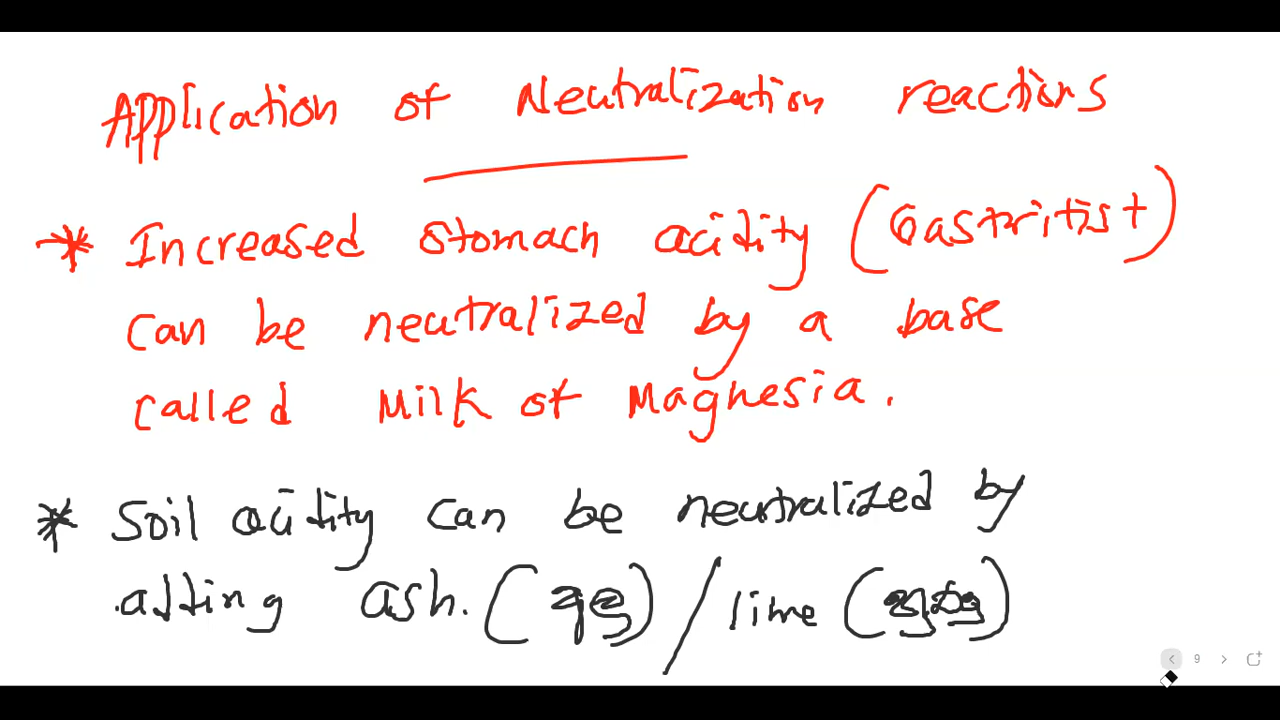 Application of Neutralization reactions
* Increased stomach acidity (Gastritist)
can be neutralized by a base
called Milk of Magnesia.
* Soil acidity can be neutralized by
adding ash. ( ) / lime ( )
9